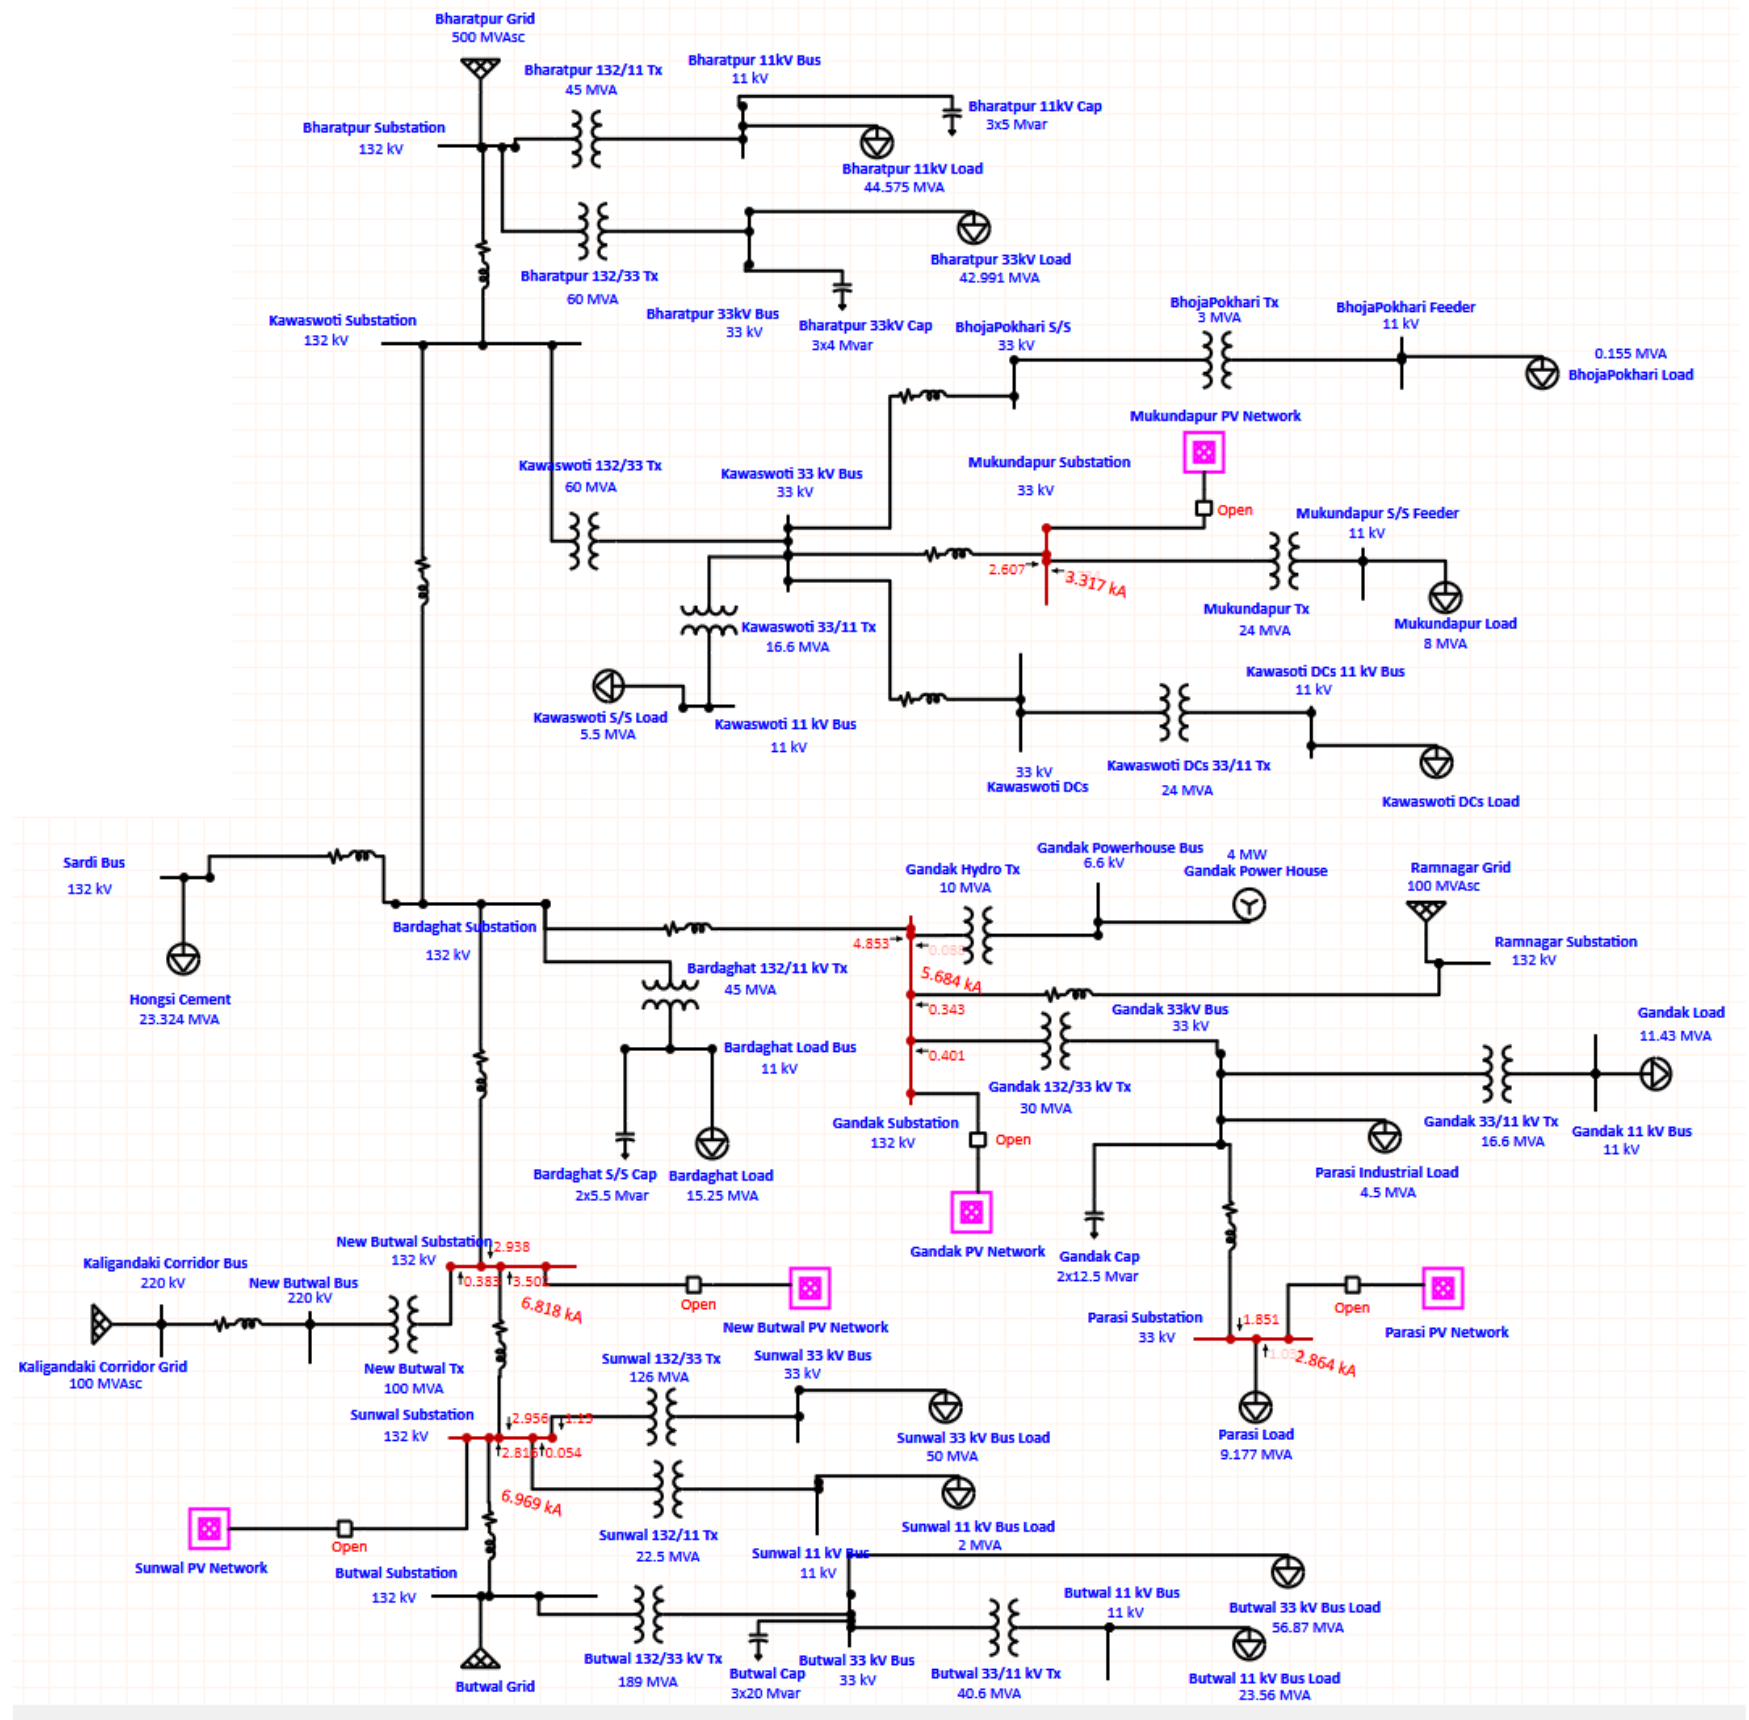 Bharatpur Grid
500 MVAsc
Bharatpur 132/11 Tx
45 MVA
Bharatpur 11kV Bus
11 kV
Bharatpur 11kV Cap
3x5 Mvar
Bharatpur Substation
132 kV
Bharatpur 11kV Load
44.575 MVA
Bharatpur 132/33 Tx
60 MVA
Bharatpur 33kV Load
42.991 MVA
Bharatpur 33kV Bus
33 kV
Bharatpur 33kV Cap
3x4 Mvar
Kawaswoti Substation
132 kV
BhojaPokhari S/S
33 kV
BhojaPokhari Tx
3 MVA
BhojaPokhari Feeder
11 kV
0.155 MVA
BhojaPokhari Load
Mukundapur PV Network
Open
Kawaswoti 132/33 Tx
60 MVA
Kawaswoti 33 kV Bus
33 kV
Mukundapur Substation
33 kV
Mukundapur S/S Feeder
11 kV
2.607
3.317 kA
Mukundapur Tx
24 MVA
Mukundapur Load
8 MVA
Kawaswoti 33/11 Tx
16.6 MVA
Kawaswoti S/S Load
5.5 MVA
Kawaswoti 11 kV Bus
11 kV
Kawasoti DCs 11 kV Bus
11 kV
33 kV
Kawaswoti DCs
Kawaswoti DCs 33/11 Tx
24 MVA
Kawaswoti DCs Load
Sardi Bus
132 kV
Hongsi Cement
23.324 MVA
Bardaghat Substation
132 kV
Gandak Hydro Tx
10 MVA
Gandak Powerhouse Bus
6.6 kV
4 MW
Gandak Power House
Ramnagar Grid
100 MVAsc
Ramnagar Substation
132 kV
4.853
5.684 kA
0.343
0.401
Bardaghat 132/11 kV Tx
45 MVA
Bardaghat Load Bus
11 kV
Gandak 33kV Bus
33 kV
Gandak Load
11.43 MVA
Gandak 132/33 kV Tx
30 MVA
Gandak Substation
132 kV
Open
Gandak PV Network
Gandak 33/11 kV Tx
16.6 MVA
Gandak 11 kV Bus
11 kV
Parasi Industrial Load
4.5 MVA
Bardaghat S/S Cap
2x5.5 Mvar
Bardaghat Load
15.25 MVA
Gandak Cap
2x12.5 Mvar
New Butwal Substation
132 kV
2.938
0.383
6.818 kA
Open
New Butwal PV Network
Kaligandaki Corridor Bus
220 kV
New Butwal Bus
220 kV
Kaligandaki Corridor Grid
100 MVAsc
New Butwal Tx
100 MVA
Parasi Substation
33 kV
1.851
2.864 kA
Open
Parasi PV Network
Parasi Load
9.177 MVA
Sunwal 132/33 Tx
126 MVA
Sunwal 33 kV Bus
33 kV
Sunwal Substation
132 kV
2.956
0.054
6.969 kA
Sunwal 33 kV Bus Load
50 MVA
Open
Sunwal PV Network
Sunwal 132/11 Tx
22.5 MVA
Sunwal 11 kV Bus Load
2 MVA
Sunwal 11 kV Bus
11 kV
Butwal Substation
132 kV
Butwal Grid
Butwal 132/33 kV Tx
189 MVA
Butwal Cap
3x20 Mvar
Butwal 33 kV Bus
33 kV
Butwal 33/11 kV Tx
40.6 MVA
Butwal 11 kV Bus
11 kV
Butwal 33 kV Bus Load
56.87 MVA
Butwal 11 kV Bus Load
23.56 MVA